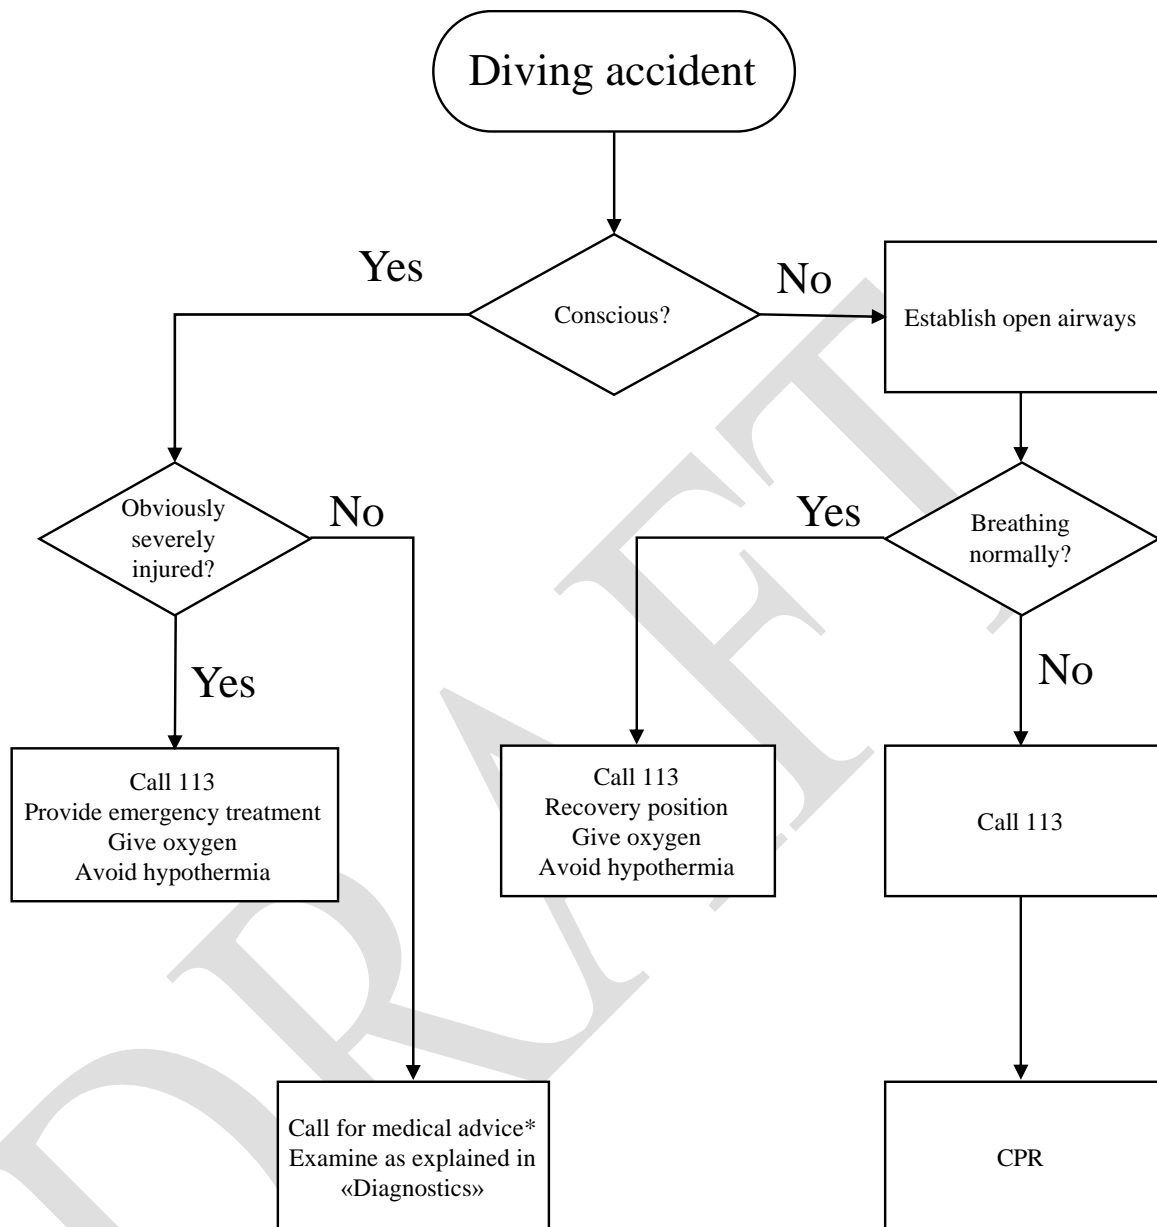 Diving accident
Yes
No
Conscious?
Establish open airways
Obviously
severely
injured?
No
Yes
Breathing
normally?
Yes
No
Call 113
Provide emergency treatment
Give oxygen
Avoid hypothermia
Call 113
Recovery position
Give oxygen
Avoid hypothermia
Call 113
Call for medical advice*
Examine as explained in
«Diagnostics»
CPR
DRAFT